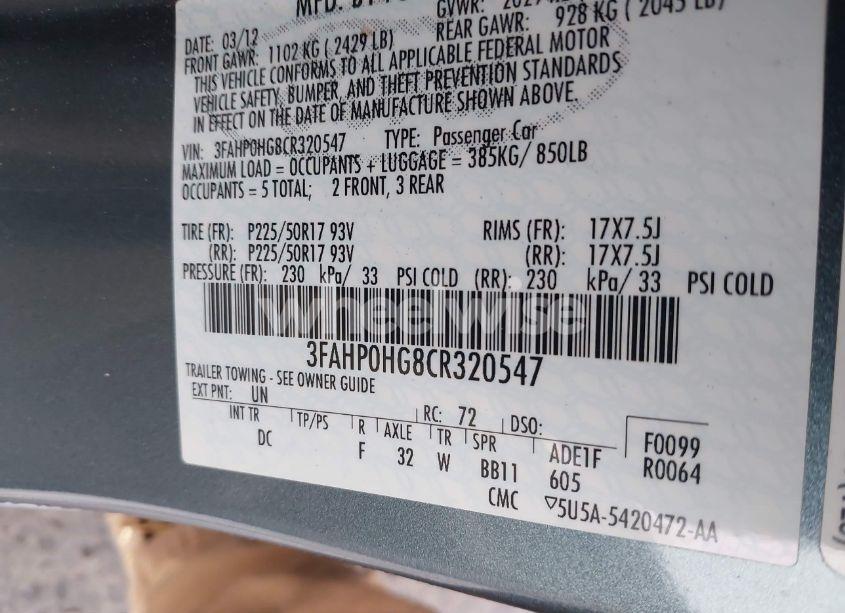 MFD. BY
GVWR:
DATE: 03/12
FRONT GAWR: 1102 KG ( 2429 LB)
REAR GAWR: 928 KG ( 2045 LB)
THIS VEHICLE CONFORMS TO ALL APPLICABLE FEDERAL MOTOR
VEHICLE SAFETY, BUMPER, AND THEFT PREVENTION STANDARDS
IN EFFECT ON THE DATE OF MANUFACTURE SHOWN ABOVE.
VIN: 3FAHP0HG8CR320547 TYPE: Passenger Car
MAXIMUM LOAD = OCCUPANTS + LUGGAGE = 385KG/ 850LB
OCCUPANTS = 5 TOTAL; 2 FRONT, 3 REAR
TIRE (FR): P225/50R17 93V RIMS (FR): 17X7.5J
(RR): P225/50R17 93V (RR): 17X7.5J
PRESSURE (FR): 230 kPa/ 33 PSI COLD (RR): 230 kPa/ 33 PSI COLD
wheelwise
3FAHP0HG8CR320547
TRAILER TOWING - SEE OWNER GUIDE
EXT PNT: UN RC: 72 DSO:
INT TR TP/PS R AXLE TR SPR
DC F 32 W BB11 ADE1F F0099
605 R0064
CMC ▽5U5A-5420472-AA